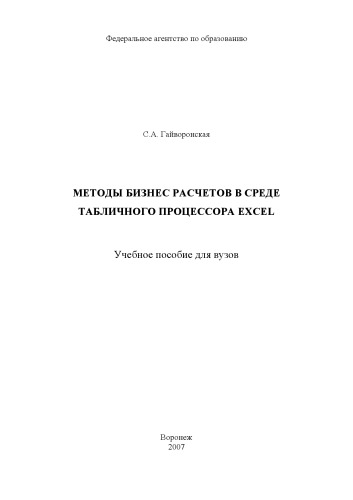 Федеральное агентство по образованию
С.А. Гайворонская
МЕТОДЫ БИЗНЕС РАСЧЕТОВ В СРЕДЕ
ТАБЛИЧНОГО ПРОЦЕССОРА EXCEL
Учебное пособие для вузов
Воронеж
2007